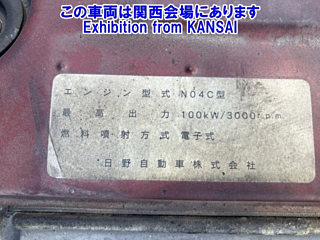 この車両は関西会場にあります
Exhibition from KANSAI
エンジン型式 N04C型
最高出力 100kW/3000r.p.m.
燃料噴射方式 電子式
日野自動車株式会社